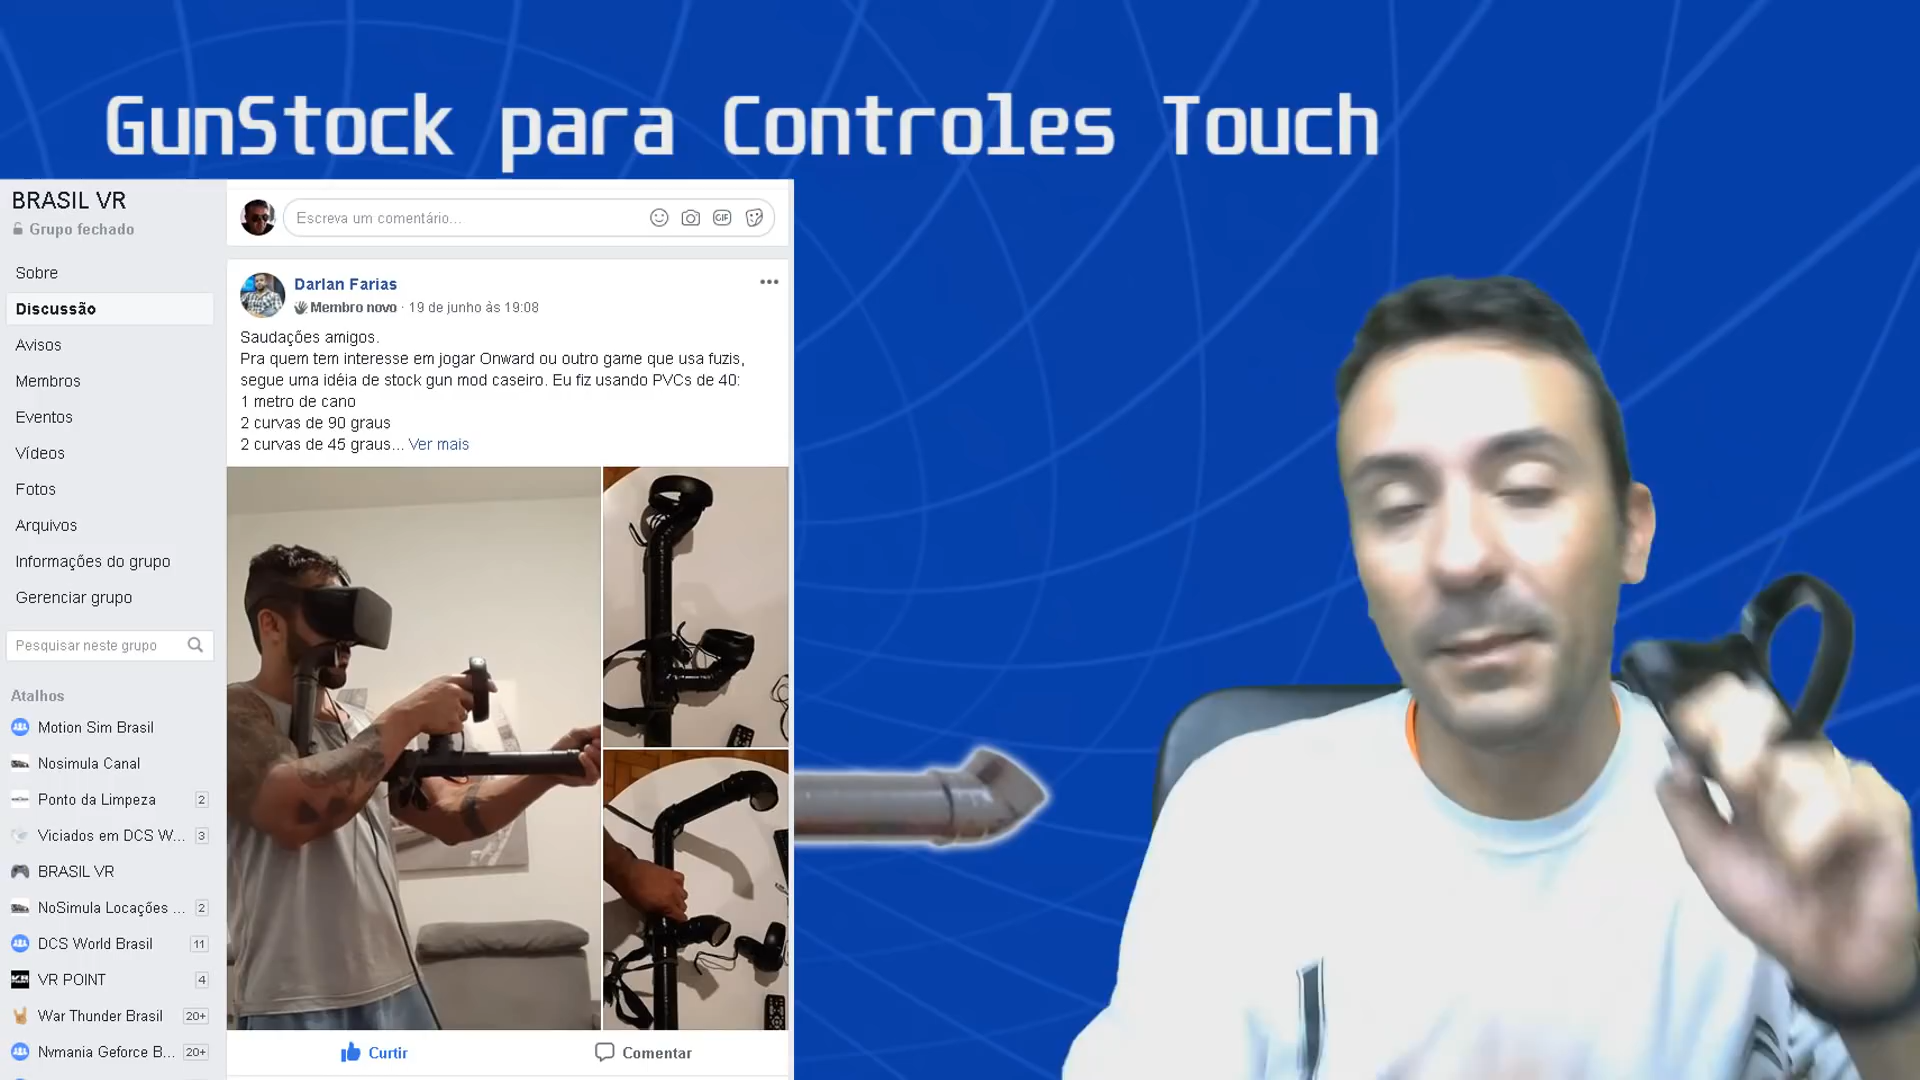 GunStock para Controles Touch
BRASIL VR
Grupo fechado
Sobre
Discussão
Avisos
Membros
Eventos
Vídeos
Fotos
Arquivos
Informações do grupo
Gerenciar grupo
Pesquisar neste grupo
Atalhos
Motion Sim Brasil
Nosimula Canal
Ponto da Limpeza 2
Viciados em DCS W... 3
BRASIL VR
NoSimula Locações ... 2
DCS World Brasil 11
VR POINT 4
War Thunder Brasil 20+
Nvmania Geforce B... 20+
Escreva um comentário...
GIF
Darlan Farias
Membro novo · 19 de junho às 19:08
Saudações amigos.
Pra quem tem interesse em jogar Onward ou outro game que usa fuzis,
segue uma idéia de stock gun mod caseiro. Eu fiz usando PVCs de 40:
1 metro de cano
2 curvas de 90 graus
2 curvas de 45 graus... Ver mais
Curtir
Comentar